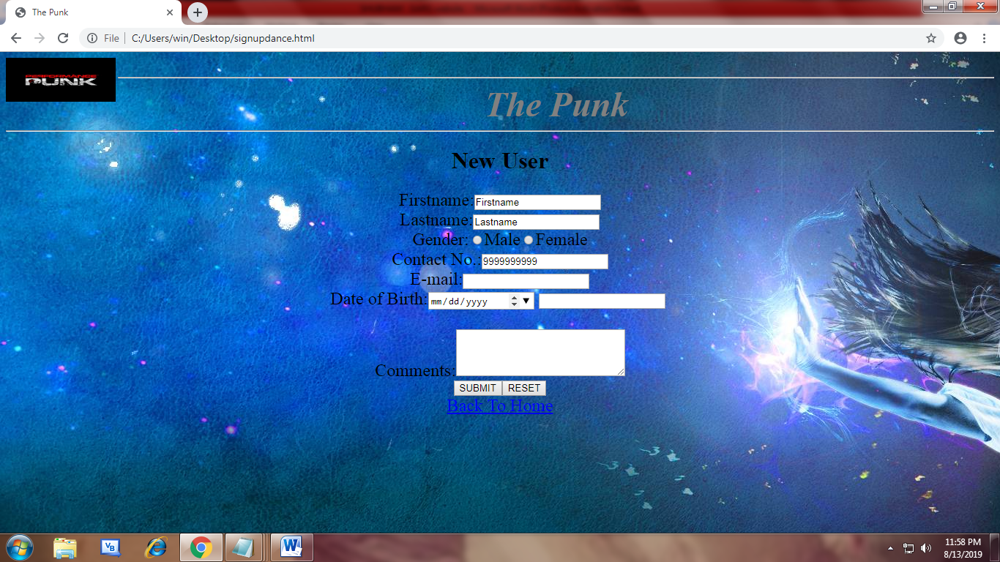 The Punk
File C:/Users/win/Desktop/signupdance.html
PERFORMANCE
PUNK
The Punk
New User
Firstname:Firstname
Lastname:Lastname
Gender: Male Female
Contact No.:9999999999
E-mail:
Date of Birth:mm/dd/yyyy
Comments:
SUBMIT RESET
Back To Home
VB
W
11:58 PM
8/13/2019